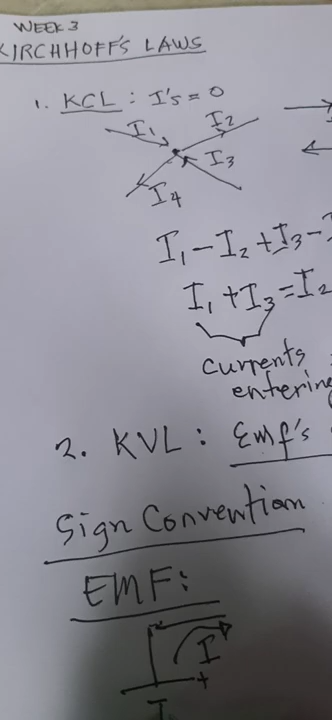 WEEK 3
KIRCHHOFF'S LAWS
1. KCL : I's = 0
I1 I2
I3
I4
I1 - I2 + I3 -
I1 + I3 = I2
currents
entering
2. KVL : Emf's
Sign Convention
EMF:
I
+